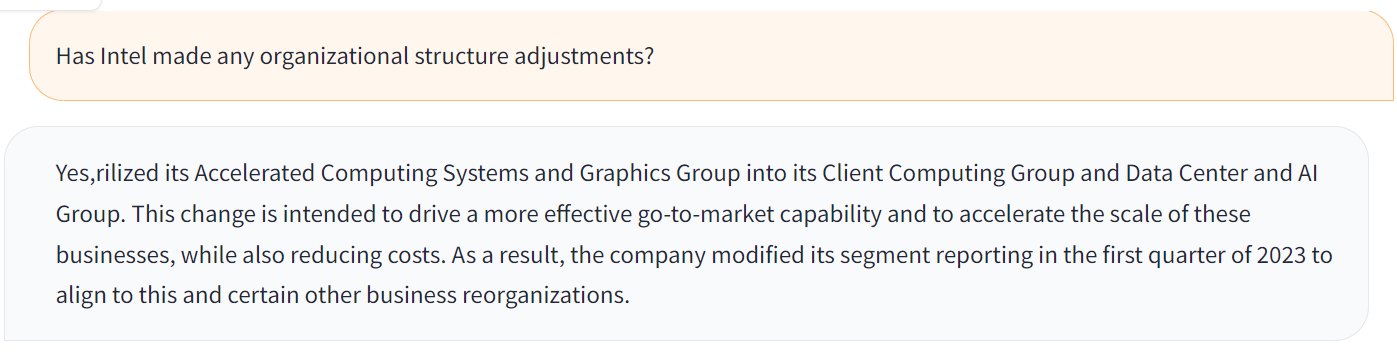 Has Intel made any organizational structure adjustments?
Yes,rilized its Accelerated Computing Systems and Graphics Group into its Client Computing Group and Data Center and AI
Group. This change is intended to drive a more effective go-to-market capability and to accelerate the scale of these
businesses, while also reducing costs. As a result, the company modified its segment reporting in the first quarter of 2023 to
align to this and certain other business reorganizations.